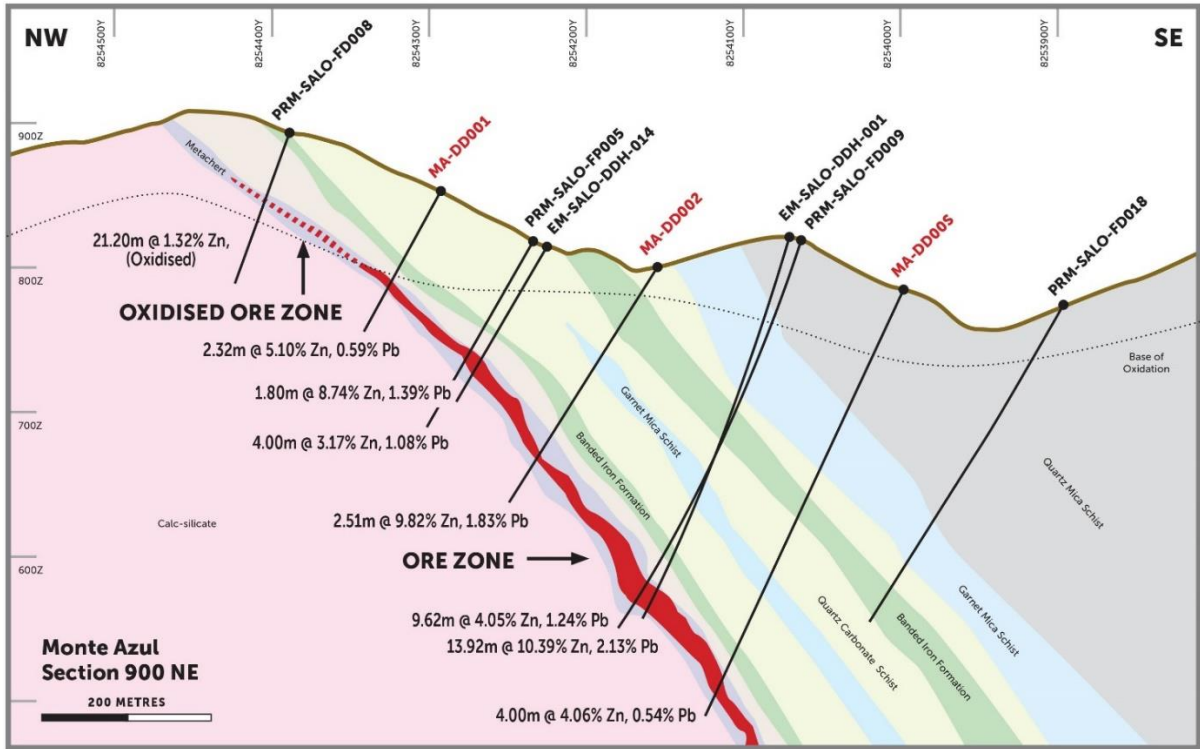 NW
SE
8254500Y
8254400Y
8254300Y
8254200Y
8254100Y
8254000Y
8253900Y
900Z
800Z
700Z
600Z
PRM-SALO-FD008
MA-DD001
PRM-SALO-FP005
EM-SALO-DDH-014
MA-DD002
EM-SALO-DDH-001
PRM-SALO-FD009
MA-DD00S
PRM-SALO-FD018
Metachert
21.20m @ 1.32% Zn,
(Oxidised)
OXIDISED ORE ZONE
2.32m @ 5.10% Zn, 0.59% Pb
1.80m @ 8.74% Zn, 1.39% Pb
4.00m @ 3.17% Zn, 1.08% Pb
2.51m @ 9.82% Zn, 1.83% Pb
ORE ZONE
9.62m @ 4.05% Zn, 1.24% Pb
13.92m @ 10.39% Zn, 2.13% Pb
4.00m @ 4.06% Zn, 0.54% Pb
Calc-silicate
Banded Iron Formation
Garnet Mica Schist
Quartz Carbonate Schist
Banded Iron Formation
Garnet Mica Schist
Quartz Mica Schist
Base of
Oxidation
Monte Azul
Section 900 NE
200 METRES